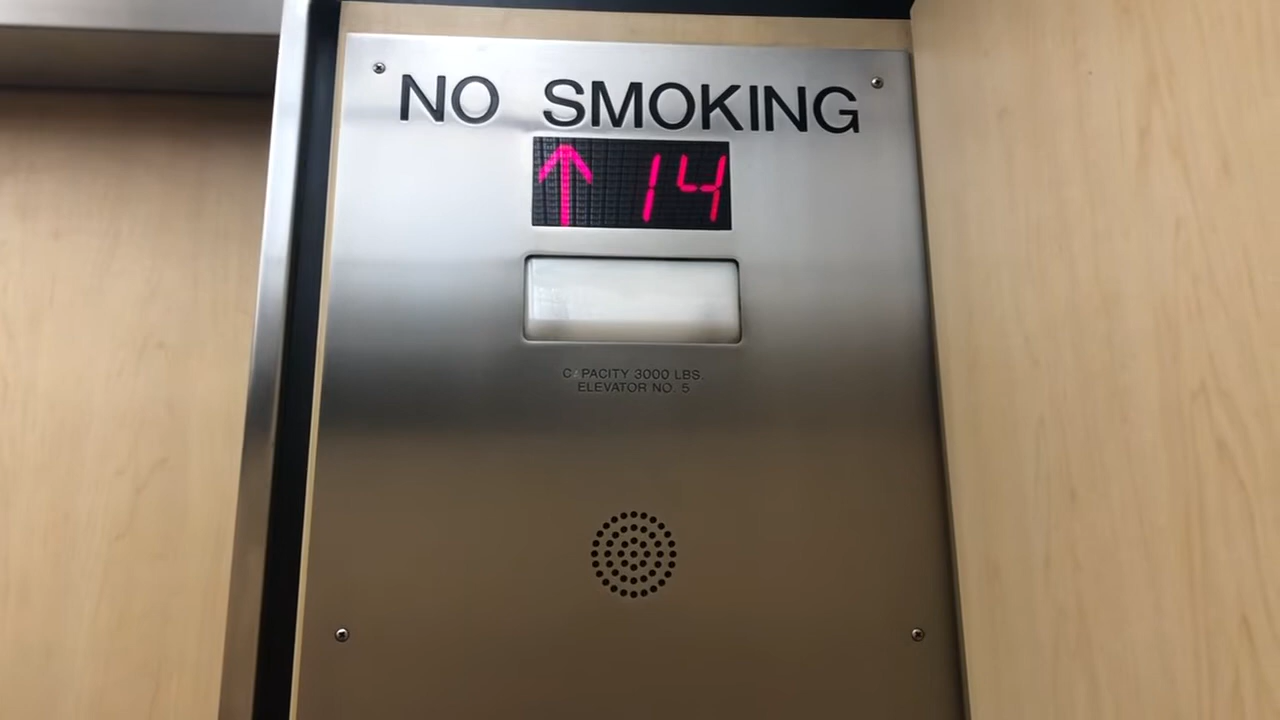 NO SMOKING
↑ 14
CAPACITY 3000 LBS.
ELEVATOR NO. 5